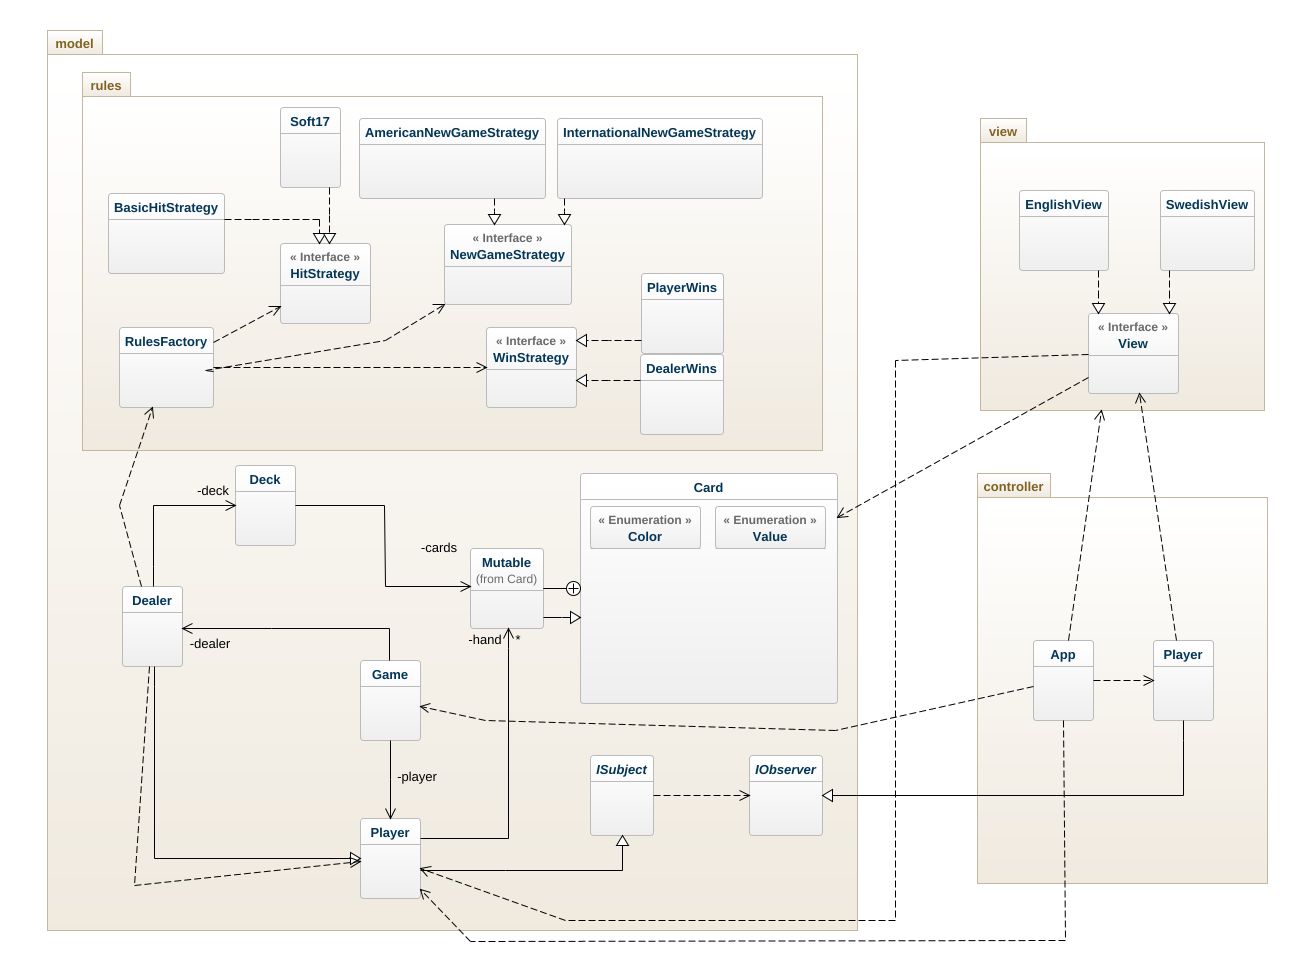 model
rules
Soft17
AmericanNewGameStrategy
InternationalNewGameStrategy
BasicHitStrategy
« Interface »
HitStrategy
« Interface »
NewGameStrategy
PlayerWins
RulesFactory
« Interface »
WinStrategy
DealerWins
view
EnglishView
SwedishView
« Interface »
View
Deck
-deck
Card
« Enumeration »
Color
« Enumeration »
Value
-cards
Mutable
(from Card)
Dealer
-dealer
-hand
*
Game
-player
ISubject
IObserver
Player
controller
App
Player